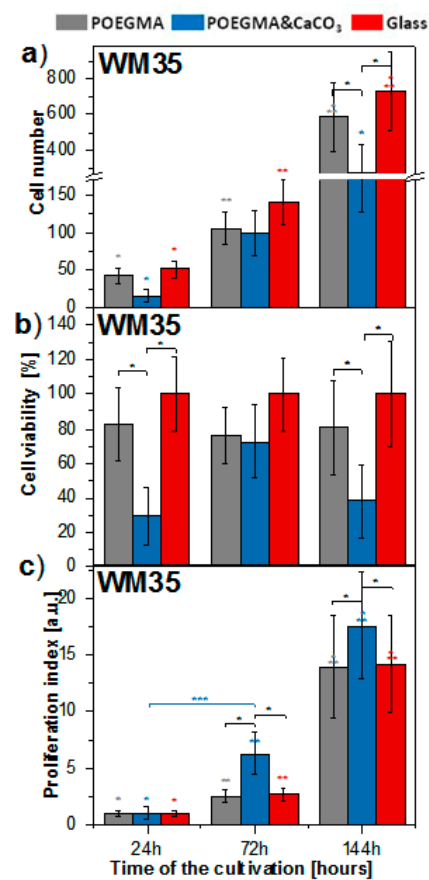 POEGMA POEGMA&CaCO₃ Glass
a) WM35
Cell number
800
600
400
150
100
50
0
* * * ** ** ** * ** * *
b) WM35
Cell viability [%]
140
120
100
80
60
40
20
0
* * * *
c) WM35
Proliferation index [a.u.]
20
15
10
5
0
* * * *** * * ** ** ** * * ** ** **
24h 72h 144h
Time of the cultivation [hours]